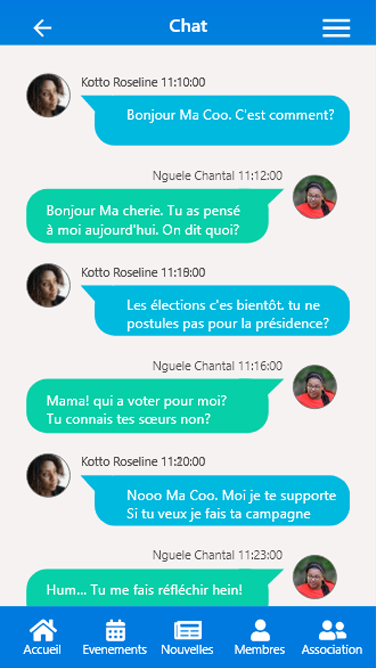 Chat
Kotto Roseline 11:10:00
Bonjour Ma Coo. C'est comment?
Nguele Chantal 11:12:00
Bonjour Ma cherie. Tu as pensé
à moi aujourd'hui. On dit quoi?
Kotto Roseline 11:18:00
Les élections c'es bientôt. tu ne
postules pas pour la présidence?
Nguele Chantal 11:16:00
Mama! qui a voter pour moi?
Tu connais tes sœurs non?
Kotto Roseline 11:20:00
Nooo Ma Coo. Moi je te supporte
Si tu veux je fais ta campagne
Nguele Chantal 11:23:00
Hum... Tu me fais réfléchir hein!
Accueil Evenements Nouvelles Membres Association